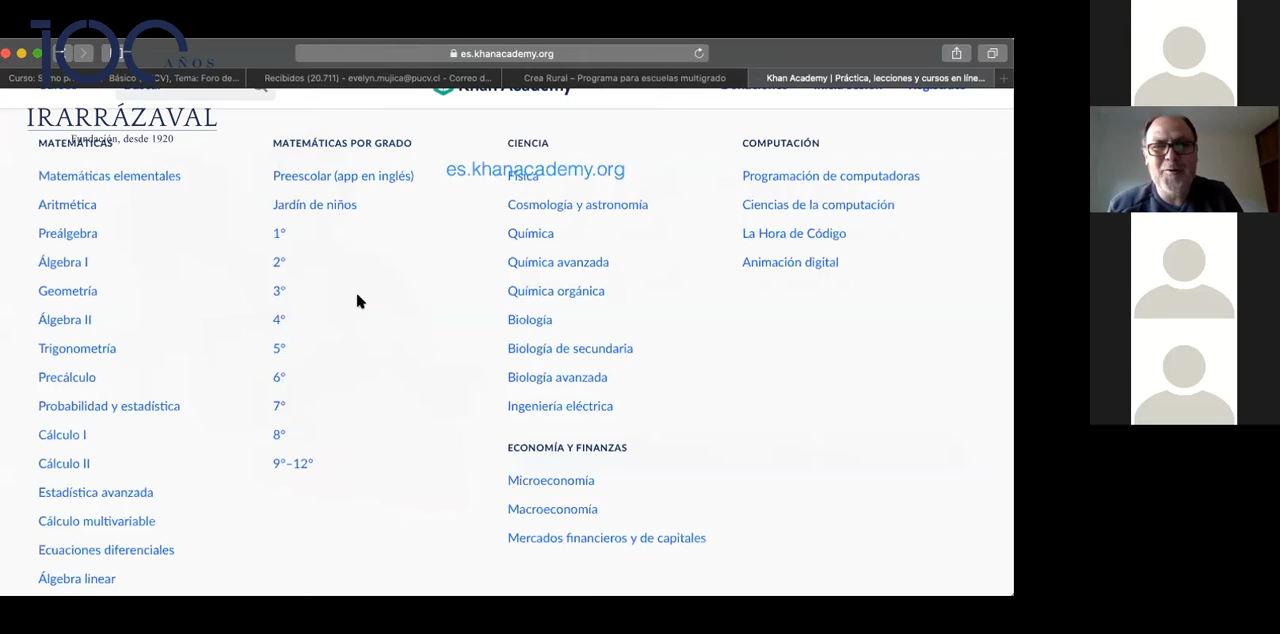 100 AÑOS
IRARRÁZAVAL
Fundación, desde 1920
es.khanacademy.org
Recibidos (20.711) - evelyn.mujica@pucv.cl - Correo d...
Crea Rural – Programa para escuelas multigrado
Khan Academy | Práctica, lecciones y cursos en líne...
Khan Academy
es.khanacademy.org
MATEMÁTICAS
Matemáticas elementales
Aritmética
Preálgebra
Álgebra I
Geometría
Álgebra II
Trigonometría
Precálculo
Probabilidad y estadística
Cálculo I
Cálculo II
Estadística avanzada
Cálculo multivariable
Ecuaciones diferenciales
Álgebra linear
MATEMÁTICAS POR GRADO
Preescolar (app en inglés)
Jardín de niños
1°
2°
3°
4°
5°
6°
7°
8°
9°–12°
CIENCIA
Física
Cosmología y astronomía
Química
Química avanzada
Química orgánica
Biología
Biología de secundaria
Biología avanzada
Ingeniería eléctrica
ECONOMÍA Y FINANZAS
Microeconomía
Macroeconomía
Mercados financieros y de capitales
COMPUTACIÓN
Programación de computadoras
Ciencias de la computación
La Hora de Código
Animación digital